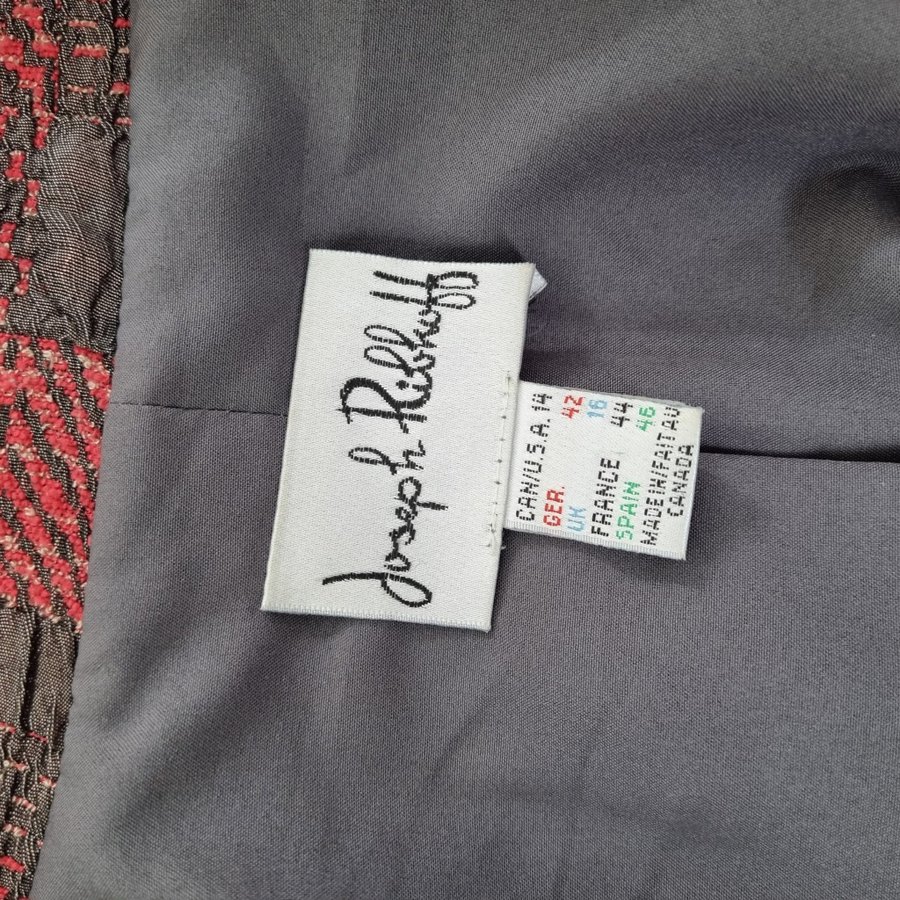 Joseph Ribkoff
CAN/U.S.A. 14
GER. 42
UK 16
FRANCE 44
SPAIN 46
MADE IN/FAIT AU
CANADA